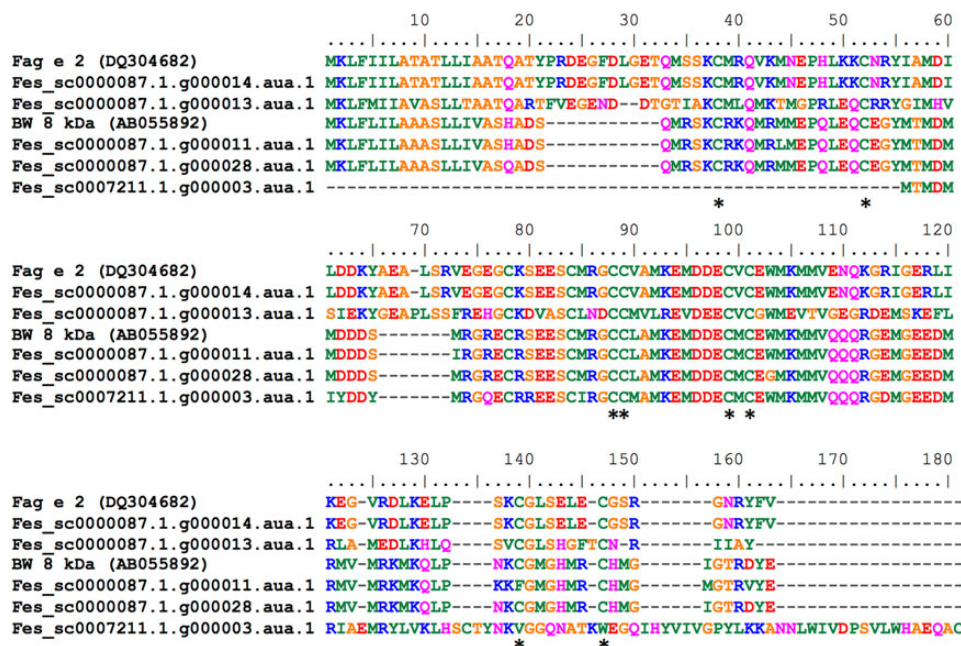 10 20 30 40 50 60
Fag e 2 (DQ304682) MKLFIILATATLLIAATQATYPRDEGFDLGETQMSSKCMRQVKMNEPHLKKCNRYIAMDI
Fes_sc0000087.1.g000014.aua.1 MKLFIILATATLLIAATQATYPRDEGFDLGETQMSSKCMRQVKMNEPHLKKCNRYIAMDI
Fes_sc0000087.1.g000013.aua.1 MKLFMIIAVASLLTAATQARTFVEGEND--DTGTIAKCMLQMKTMGPRLEQCRRYGIMHV
BW 8 kDa (AB055892) MKLFLILAAASLLIVASHADS-----------QMRSKCRKQMRMMEPQLEQCEGYMTMDM
Fes_sc0000087.1.g000011.aua.1 MKLFLILAAASLLIVASHADS-----------QMRSKCRKQMRLMEPQLEQCEGYMTMDM
Fes_sc0000087.1.g000028.aua.1 MKLFLILAAASLLIVASQADS-----------QMRSKCRKQMRMMEPQLEQCEGYMTMDM
Fes_sc0007211.1.g000003.aua.1 -------------------------------------------------------MTMDM
* *
70 80 90 100 110 120
Fag e 2 (DQ304682) LDDKYAEA-LSRVEGEGCKSEESCMRGCCVAMKEMDDECVCEWMKMMVENQKGRIGERLI
Fes_sc0000087.1.g000014.aua.1 LDDKYAEA-LSRVEGEGCKSEESCMRGCCVAMKEMDDECVCEWMKMMVENQKGRIGERLI
Fes_sc0000087.1.g000013.aua.1 SIEKYGEAPLSSFREHGCKDVASCLNDCCMVLREVDEECVCGWMEVTVGEGRDEMSKEFL
BW 8 kDa (AB055892) MDDDS-------MRGRECRSEESCMRGCCLAMKEMDDECMCEWMKMMVQQQRGEMGEEDM
Fes_sc0000087.1.g000011.aua.1 MDDDS-------IRGRECRSEESCMRGCCLAMKEMDDECMCEWMKMMVQQQRGEMGEEDM
Fes_sc0000087.1.g000028.aua.1 MDDDS-------MRGRECRSEESCMRGCCLAMKEMDDECMCEGMKMMVQQQRGEMGEEDM
Fes_sc0007211.1.g000003.aua.1 IYDDY-------MRGQECRREESCIRGCCMAMKEMDDECMCEWMKMMVQQQRGDMGEEDM
** * *
130 140 150 160 170 180
Fag e 2 (DQ304682) KEG-VRDLKELP----SKCGLSELE-CGSR-------GNRYFV------------------
Fes_sc0000087.1.g000014.aua.1 KEG-VRDLKELP----SKCGLSELE-CGSR-------GNRYFV------------------
Fes_sc0000087.1.g000013.aua.1 RLA-MEDLKHLQ----SVCGLSHGFTCN-R-------IIAY--------------------
BW 8 kDa (AB055892) RMV-MRKMKQLP----NKCGMGHMR-CHMG------IGTRDYE------------------
Fes_sc0000087.1.g000011.aua.1 RMV-MRKMKQLP----NKKFGMGHMR-CHMG------MGTRVYE------------------
Fes_sc0000087.1.g000028.aua.1 RMV-MRKMKQLP----NKCGMGHMR-CHMG------IGTRDYE------------------
Fes_sc0007211.1.g000003.aua.1 RIAEMRYLVKLHSCTYNKVGGQNATKWEGQIHYVIVGPYLKKANNLWIVDPSVLWHAEQAC
* *